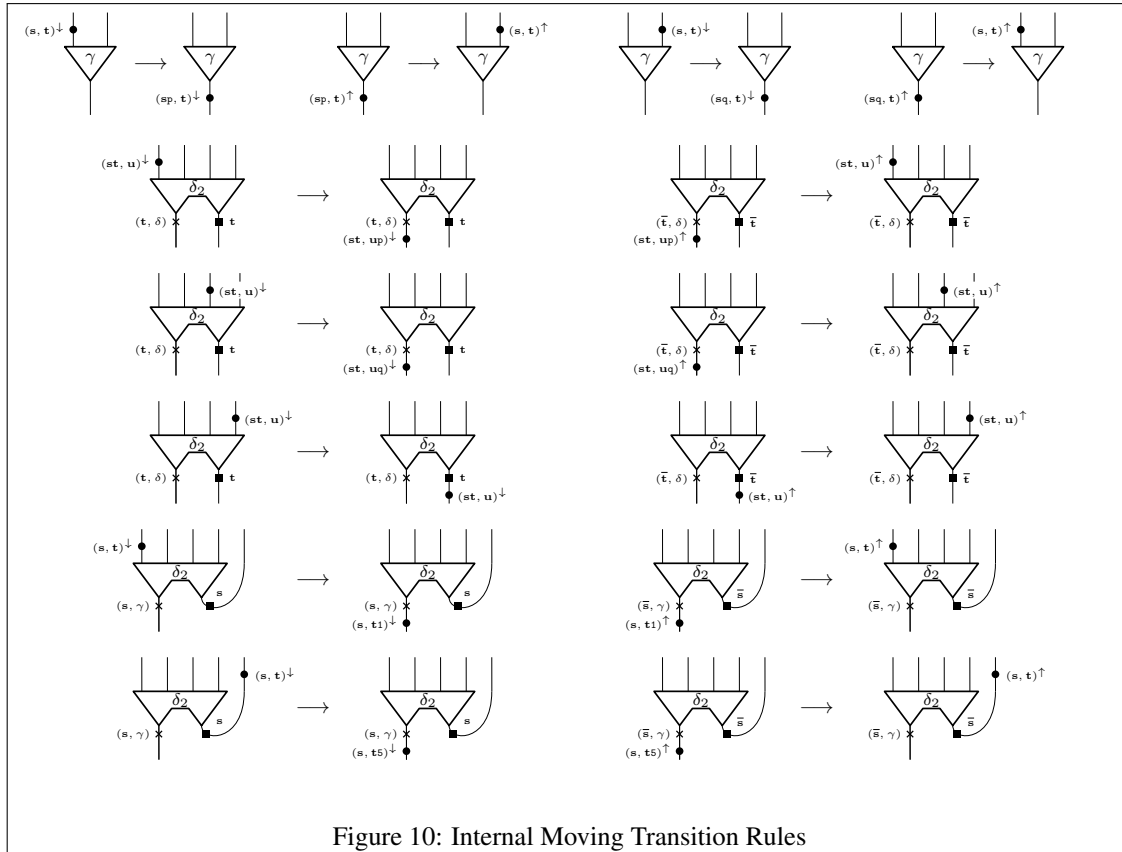 (s, t)↓ (s, t)↑ (s, t)↓ (s, t)↑
γ γ γ γ γ γ γ γ
(sp, t)↓ (sp, t)↑ (sq, t)↓ (sq, t)↑
(st, u)↓ (st, u)↑
δ₂ δ₂ δ₂ δ₂
(t, δ) t (t, δ) t (t̄, δ) t̄ (t̄, δ) t̄
(st, up)↓ (st, up)↑
(st, u)↓ (st, u)↑
δ₂ δ₂ δ₂ δ₂
(t, δ) t (t, δ) t (t̄, δ) t̄ (t̄, δ) t̄
(st, uq)↓ (st, uq)↑
(st, u)↓ (st, u)↑
δ₂ δ₂ δ₂ δ₂
(t, δ) t (t, δ) t (t̄, δ) t̄ (t̄, δ) t̄
(st, u)↓ (st, u)↑
(s, t)↓ (s, t)↑
δ₂ δ₂ δ₂ δ₂
s s s̄ s̄
(s, γ) (s, γ) (s̄, γ) (s̄, γ)
(s, t1)↓ (s, t1)↑
(s, t)↓ (s, t)↑
δ₂ δ₂ δ₂ δ₂
s s s̄ s̄
(s, γ) (s, γ) (s̄, γ) (s̄, γ)
(s, t5)↓ (s, t5)↑
Figure 10: Internal Moving Transition Rules